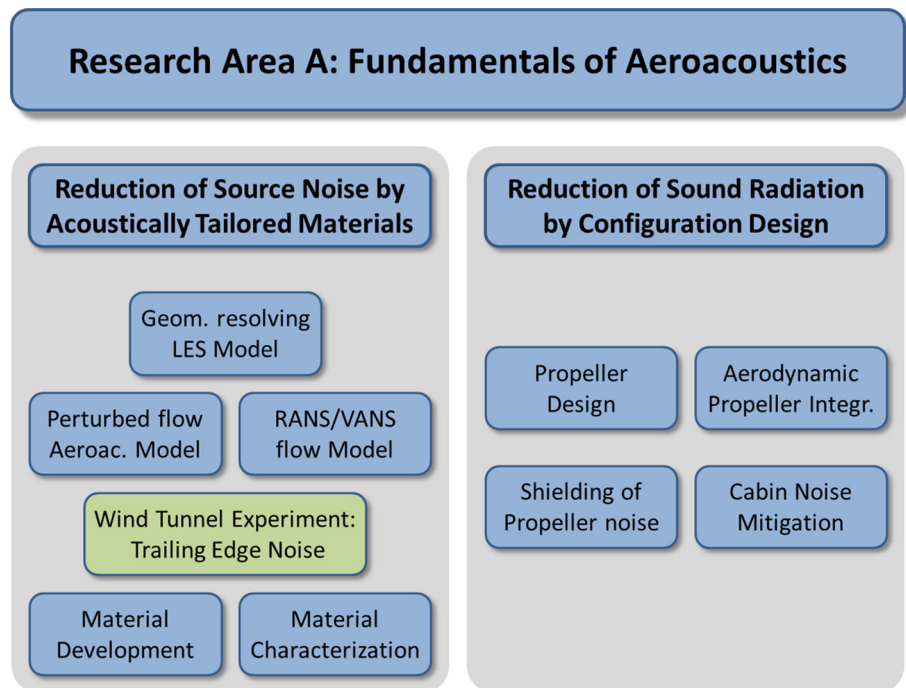 Research Area A: Fundamentals of Aeroacoustics
Reduction of Source Noise by
Acoustically Tailored Materials
Geom. resolving
LES Model
Perturbed flow
Aeroac. Model
RANS/VANS
flow Model
Wind Tunnel Experiment:
Trailing Edge Noise
Material
Development
Material
Characterization
Reduction of Sound Radiation
by Configuration Design
Propeller
Design
Aerodynamic
Propeller Integr.
Shielding of
Propeller noise
Cabin Noise
Mitigation